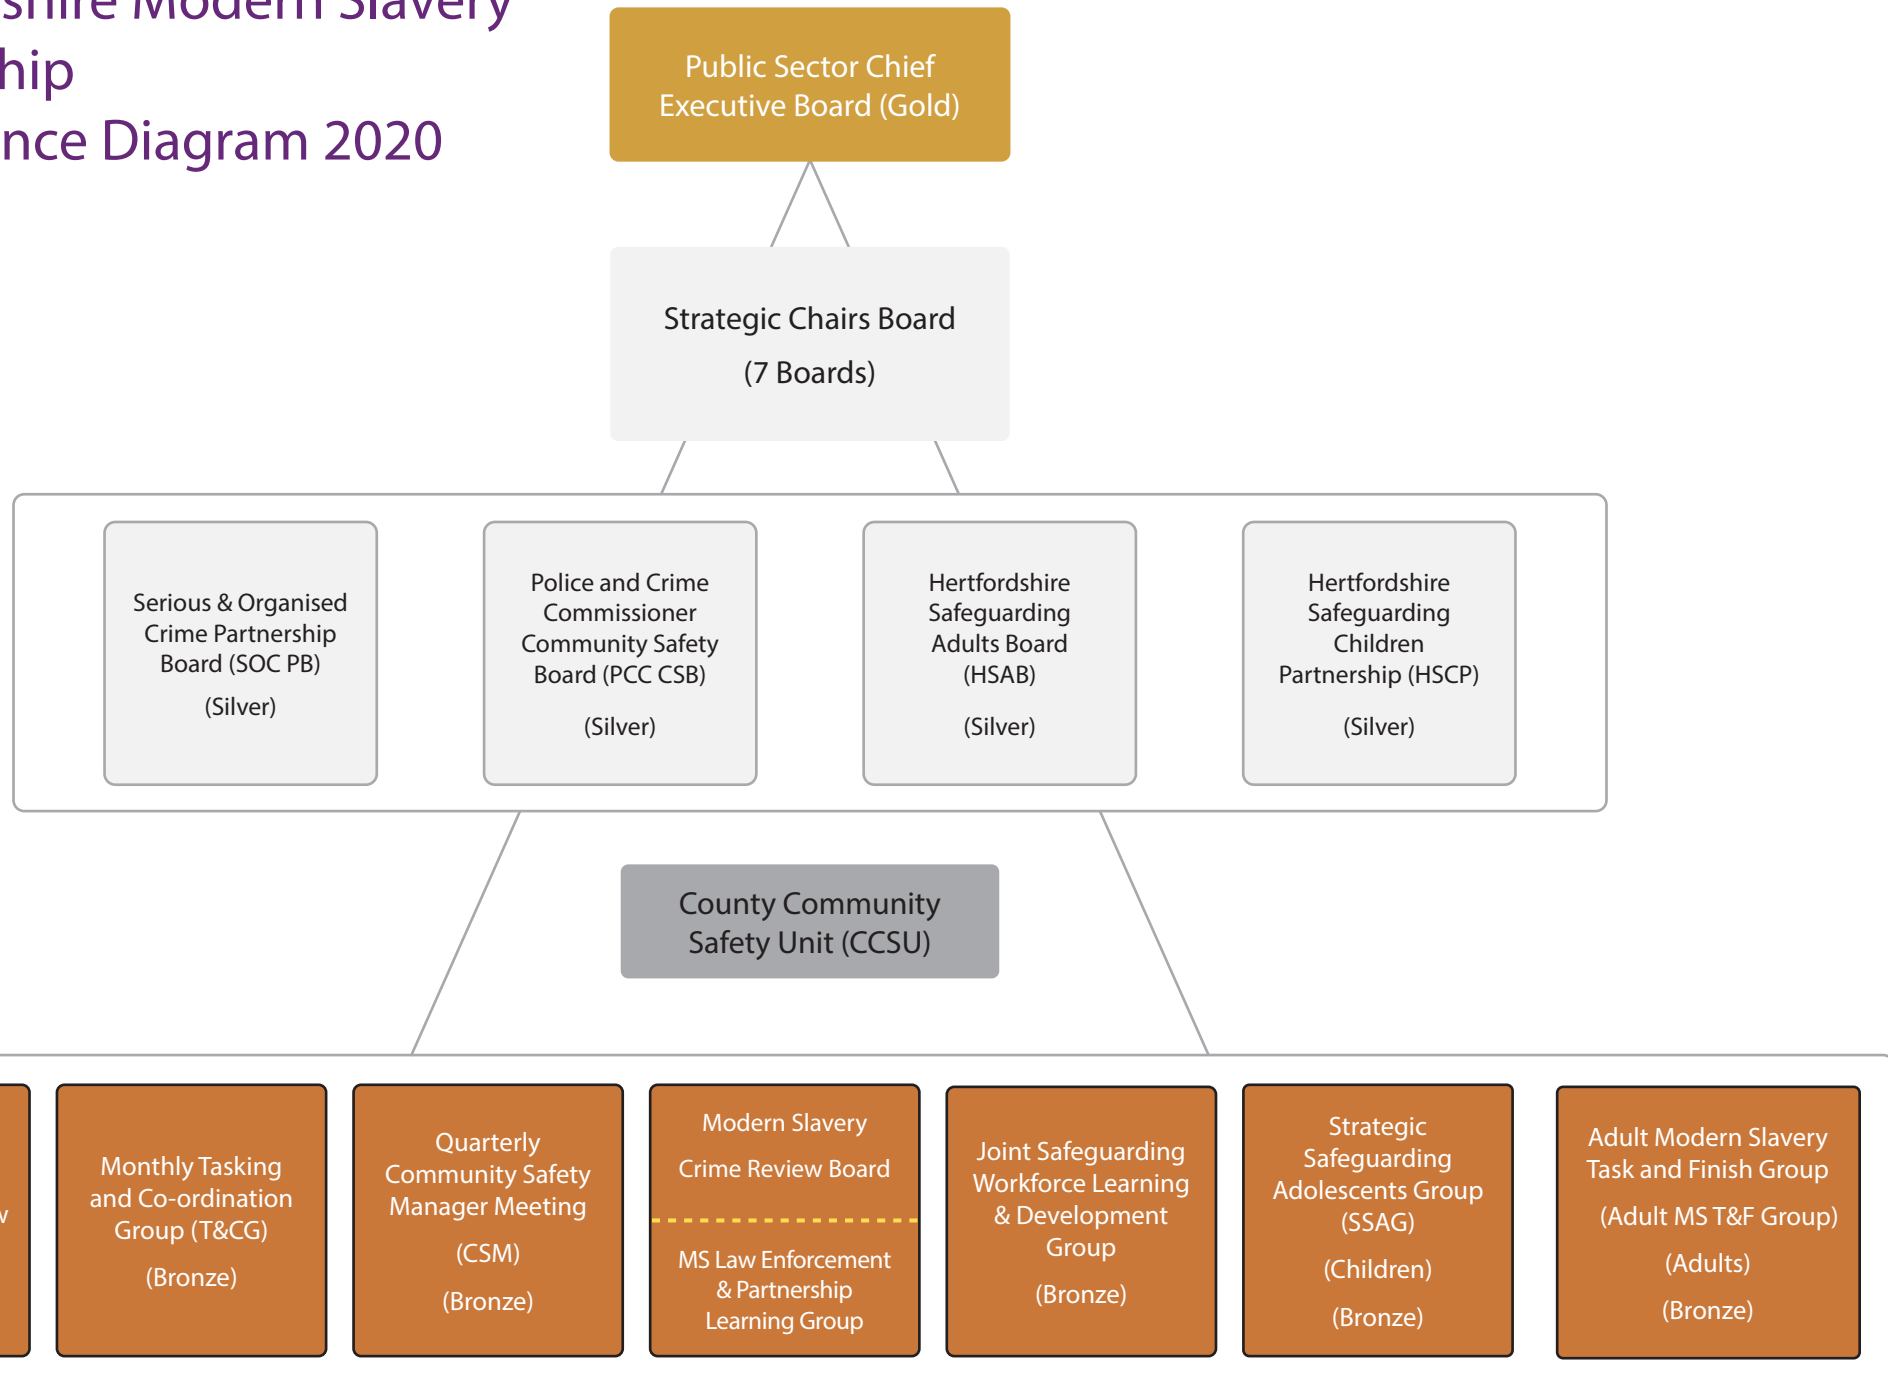 shire Modern Slavery
hip
nce Diagram 2020
Public Sector Chief
Executive Board (Gold)
Strategic Chairs Board
(7 Boards)
Serious & Organised
Crime Partnership
Board (SOC PB)
(Silver)
Police and Crime
Commissioner
Community Safety
Board (PCC CSB)
(Silver)
Hertfordshire
Safeguarding
Adults Board
(HSAB)
(Silver)
Hertfordshire
Safeguarding
Children
Partnership (HSCP)
(Silver)
County Community
Safety Unit (CCSU)
Monthly Tasking
and Co-ordination
Group (T&CG)
(Bronze)
Quarterly
Community Safety
Manager Meeting
(CSM)
(Bronze)
Modern Slavery
Crime Review Board
MS Law Enforcement
& Partnership
Learning Group
Joint Safeguarding
Workforce Learning
& Development
Group
(Bronze)
Strategic
Safeguarding
Adolescents Group
(SSAG)
(Children)
(Bronze)
Adult Modern Slavery
Task and Finish Group
(Adult MS T&F Group)
(Adults)
(Bronze)